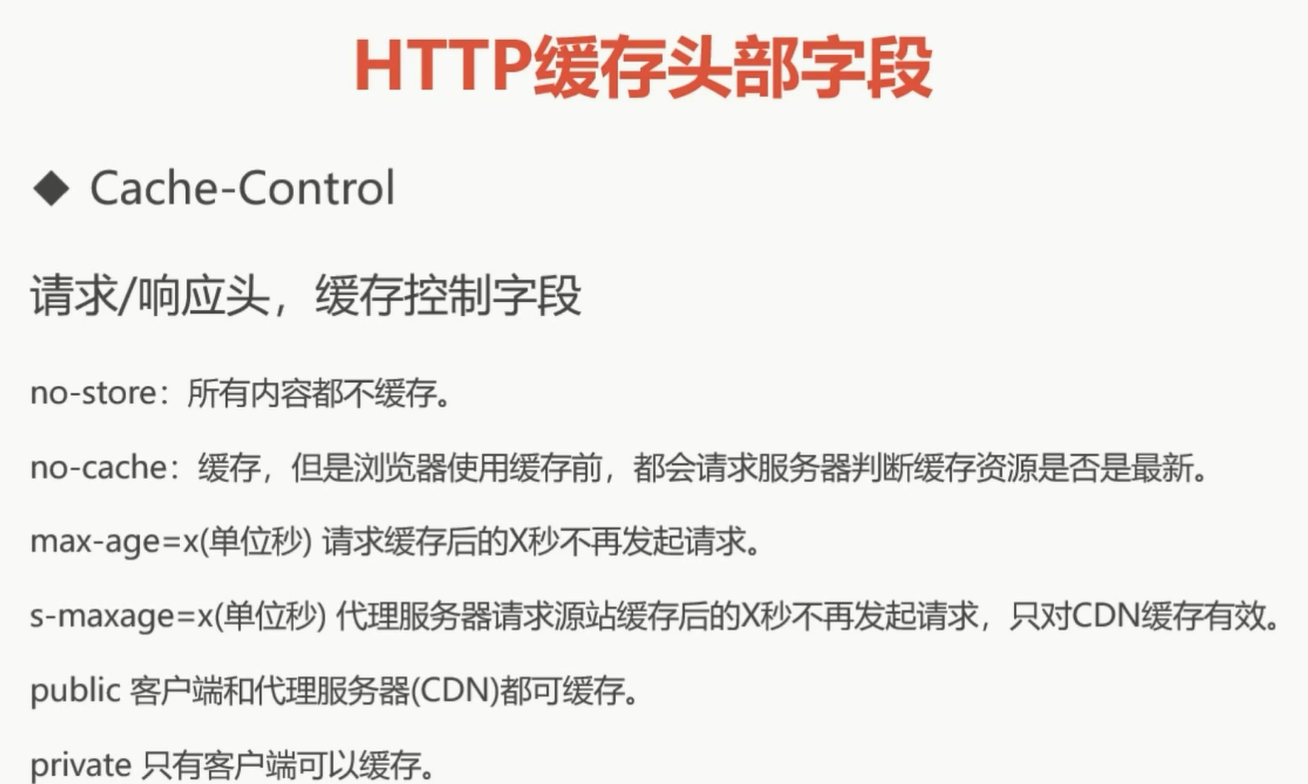 HTTP缓存头部字段
◆ Cache-Control
请求/响应头，缓存控制字段
no-store：所有内容都不缓存。
no-cache：缓存，但是浏览器使用缓存前，都会请求服务器判断缓存资源是否是最新。
max-age=x(单位秒) 请求缓存后的X秒不再发起请求。
s-maxage=x(单位秒) 代理服务器请求源站缓存后的X秒不再发起请求，只对CDN缓存有效。
public 客户端和代理服务器(CDN)都可缓存。
private 只有客户端可以缓存。